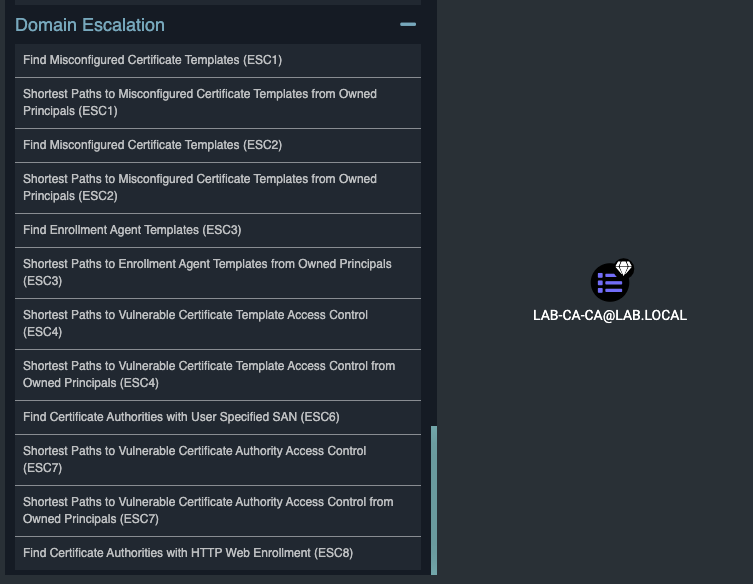 Domain Escalation
Find Misconfigured Certificate Templates (ESC1)
Shortest Paths to Misconfigured Certificate Templates from Owned
Principals (ESC1)
Find Misconfigured Certificate Templates (ESC2)
Shortest Paths to Misconfigured Certificate Templates from Owned
Principals (ESC2)
Find Enrollment Agent Templates (ESC3)
Shortest Paths to Enrollment Agent Templates from Owned Principals
(ESC3)
Shortest Paths to Vulnerable Certificate Template Access Control
(ESC4)
Shortest Paths to Vulnerable Certificate Template Access Control from
Owned Principals (ESC4)
Find Certificate Authorities with User Specified SAN (ESC6)
Shortest Paths to Vulnerable Certificate Authority Access Control
(ESC7)
Shortest Paths to Vulnerable Certificate Authority Access Control from
Owned Principals (ESC7)
Find Certificate Authorities with HTTP Web Enrollment (ESC8)
LAB-CA-CA@LAB.LOCAL